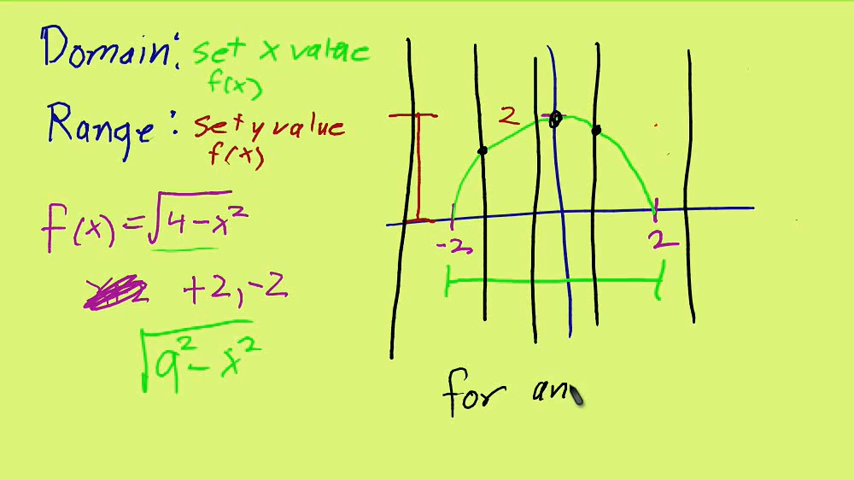 Domain: set x value
f(x)
Range: set y value
f(x)
f(x) = √4-x²
+2, -2
√a² - x²
2
-2
2
for an